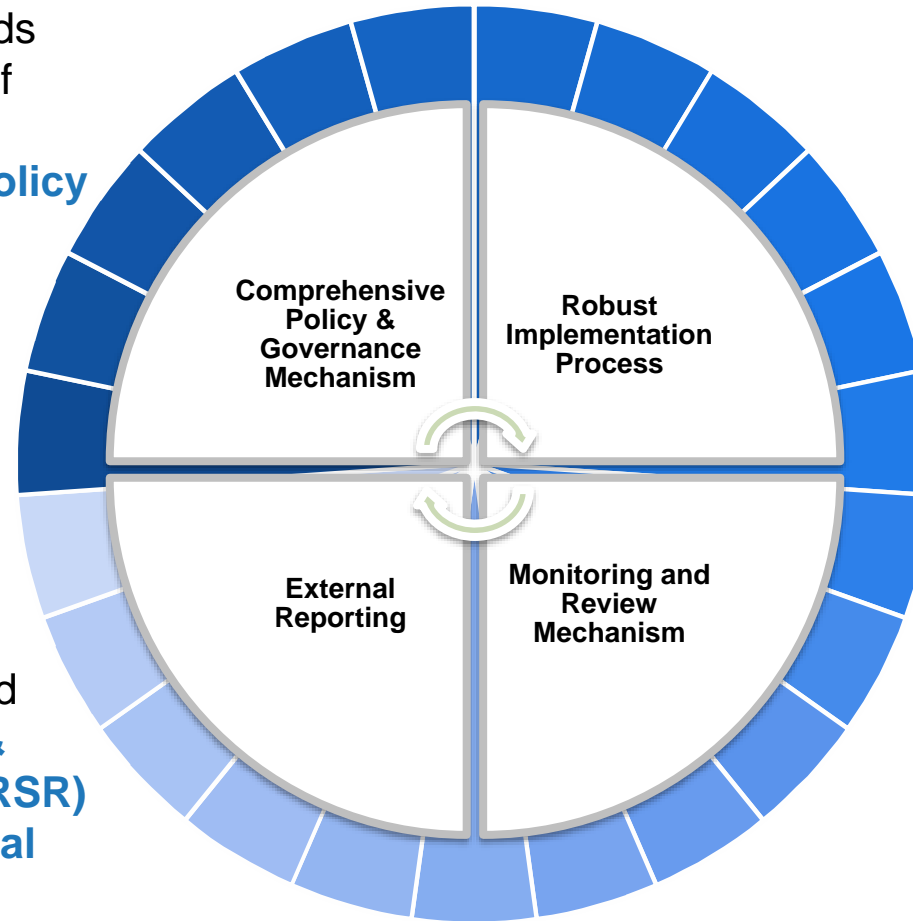 ds
f
olicy
Comprehensive
Policy &
Governance
Mechanism
Robust
Implementation
Process
External
Reporting
Monitoring and
Review
Mechanism
d
&
RSR)
al